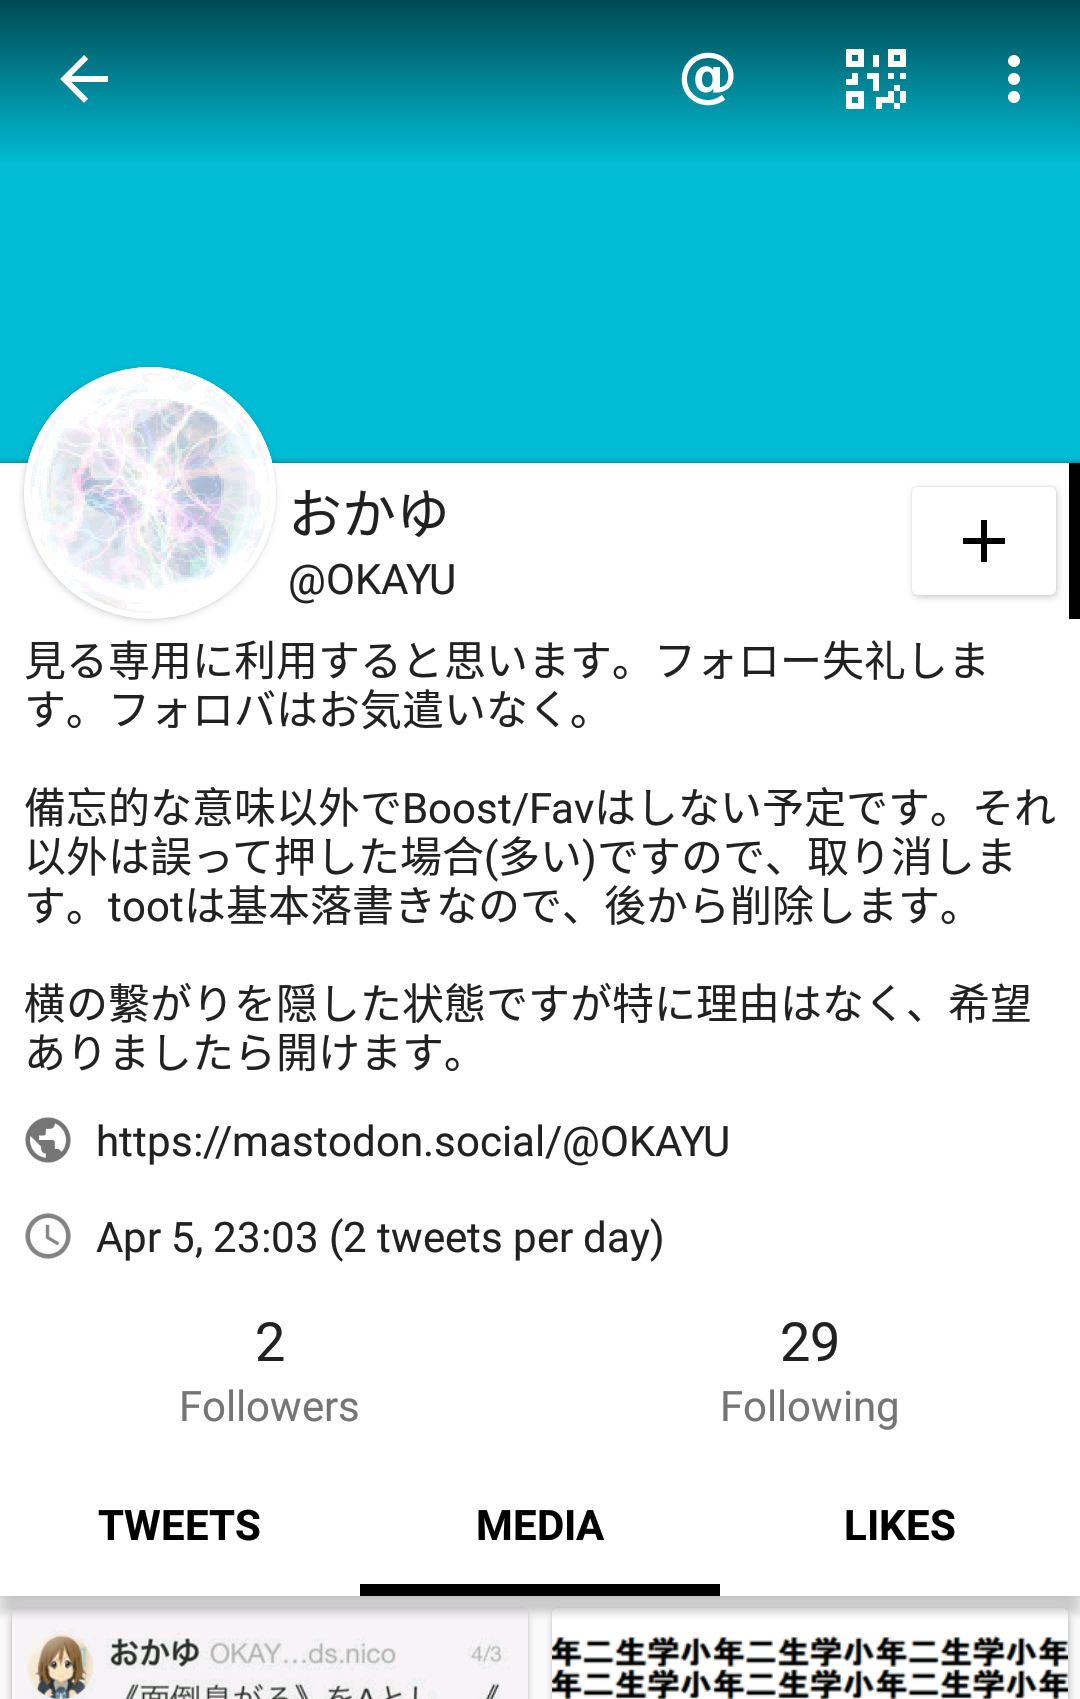 おかゆ
@OKAYU
見る専用に利用すると思います。フォロー失礼しま
す。フォロバはお気遣いなく。
備忘的な意味以外でBoost/Favはしない予定です。それ
以外は誤って押した場合(多い)ですので、取り消しま
す。tootは基本落書きなので、後から削除します。
横の繋がりを隠した状態ですが特に理由はなく、希望
ありましたら開けます。
https://mastodon.social/@OKAYU
Apr 5, 23:03 (2 tweets per day)
2
Followers
29
Following
TWEETS
MEDIA
LIKES
おかゆ OKAY...ds.nico 4/3
《面倒臭がる》をAとし 《
年二生学小年二生学小年二生学小年
年二生学小年二生学小年二生学小年